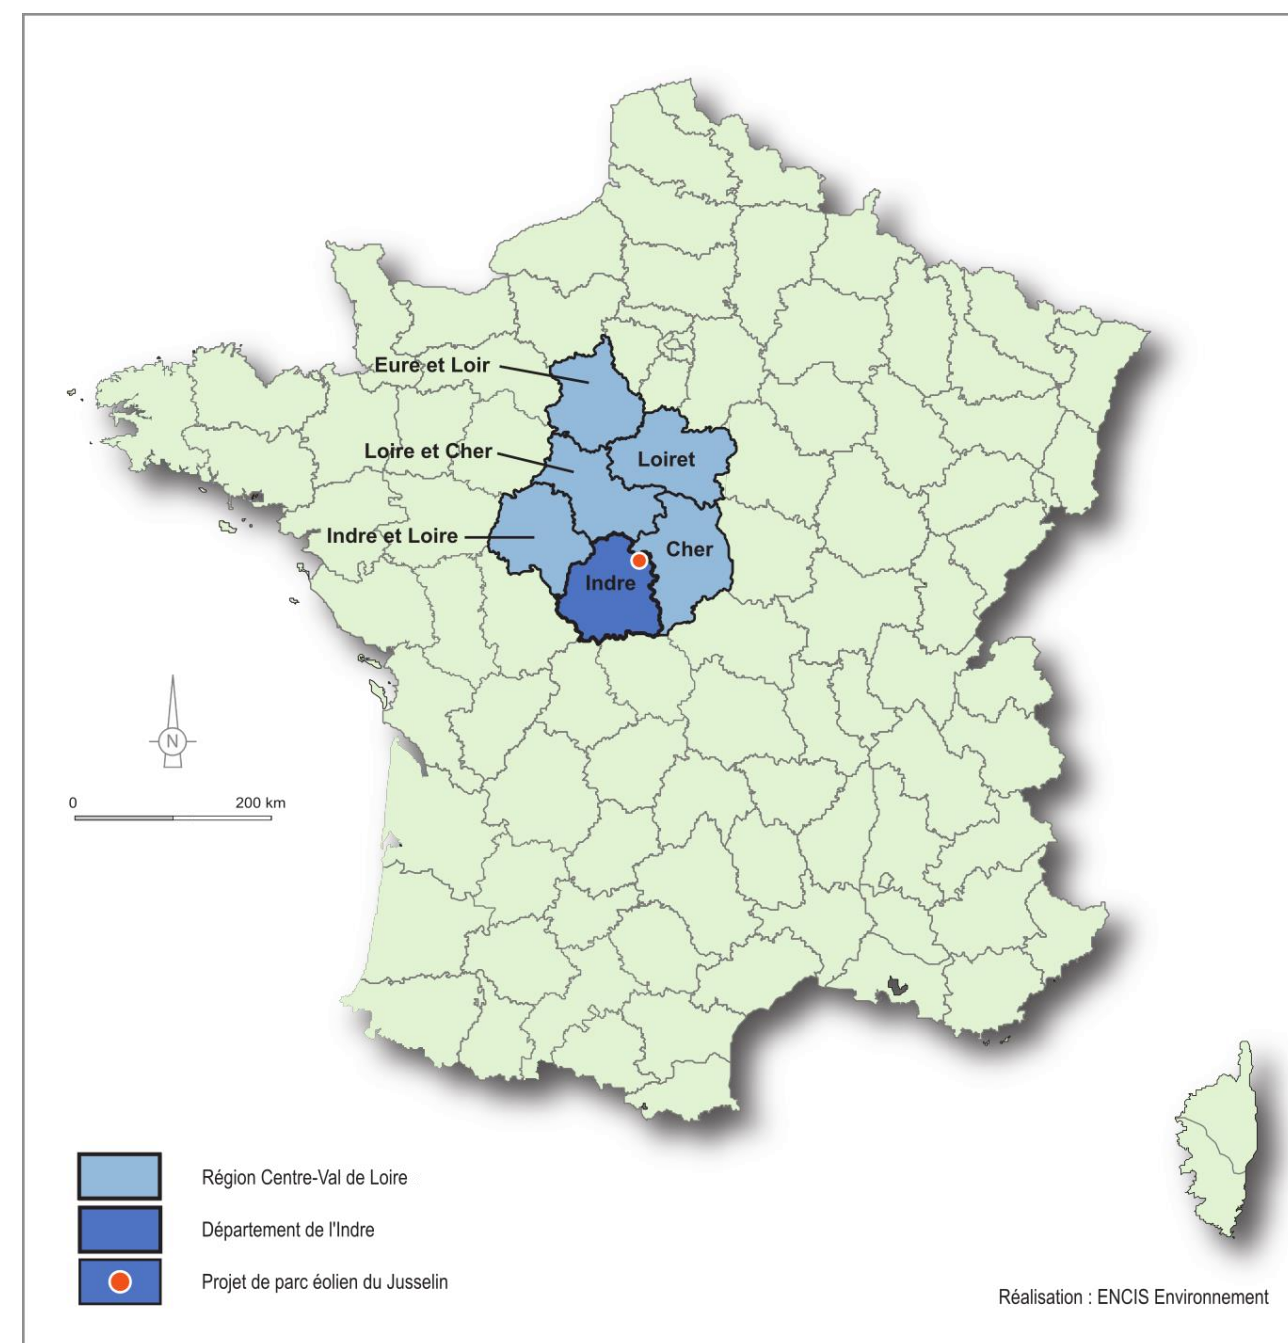 Eure et Loir
Loire et Cher
Loiret
Indre et Loire
Cher
Indre
N
0 200 km
Région Centre-Val de Loire
Département de l'Indre
Projet de parc éolien du Jusselin
Réalisation : ENCIS Environnement